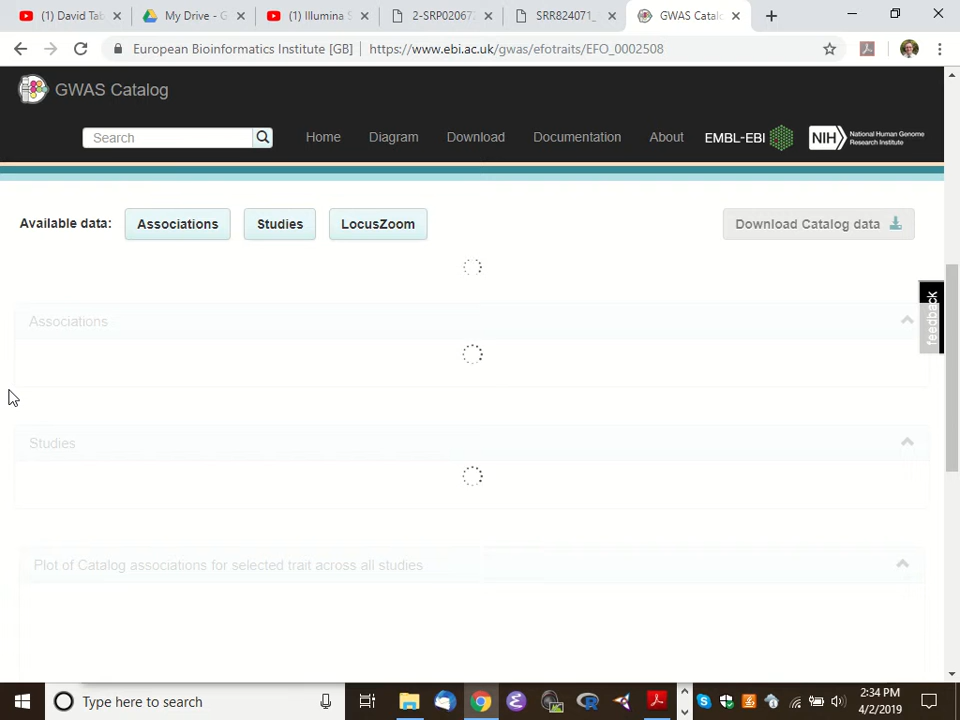 (1) David Tab
My Drive - G
(1) Illumina S
2-SRP02067
SRR824071_
GWAS Catal
European Bioinformatics Institute [GB] https://www.ebi.ac.uk/gwas/efotraits/EFO_0002508
GWAS Catalog
Search Home Diagram Download Documentation About EMBL-EBI NIH National Human Genome
Research Institute
Available data: Associations Studies LocusZoom Download Catalog data
feedback
Associations
Studies
Plot of Catalog associations for selected trait across all studies
Type here to search
2:34 PM
4/2/2019